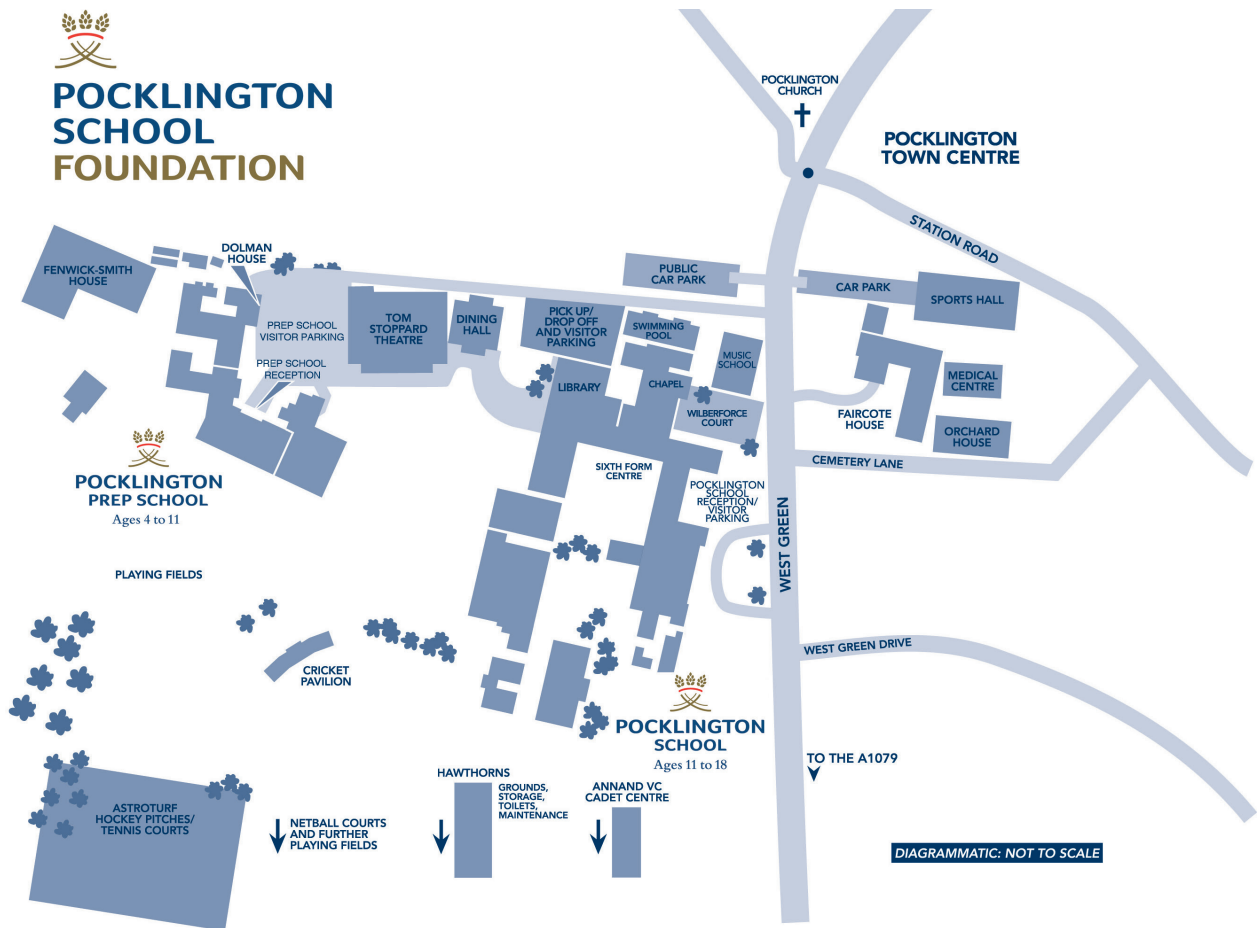 POCKLINGTON
SCHOOL
FOUNDATION
POCKLINGTON
CHURCH
POCKLINGTON
TOWN CENTRE
STATION ROAD
DOLMAN
HOUSE
FENWICK-SMITH
HOUSE
PUBLIC
CAR PARK
CAR PARK
SPORTS HALL
PREP SCHOOL
VISITOR PARKING
TOM
STOPPARD
THEATRE
DINING
HALL
PICK UP/
DROP OFF
AND VISITOR
PARKING
SWIMMING
POOL
MUSIC
SCHOOL
PREP SCHOOL
RECEPTION
LIBRARY
CHAPEL
WILBERFORCE
COURT
MEDICAL
CENTRE
FAIRCOTE
HOUSE
ORCHARD
HOUSE
CEMETERY LANE
POCKLINGTON
PREP SCHOOL
Ages 4 to 11
SIXTH FORM
CENTRE
POCKLINGTON
SCHOOL
RECEPTION/
VISITOR
PARKING
WEST GREEN
PLAYING FIELDS
WEST GREEN DRIVE
CRICKET
PAVILION
POCKLINGTON
SCHOOL
Ages 11 to 18
TO THE A1079
HAWTHORNS
GROUNDS,
STORAGE,
TOILETS,
MAINTENANCE
ANNAND VC
CADET CENTRE
ASTROTURF
HOCKEY PITCHES/
TENNIS COURTS
NETBALL COURTS
AND FURTHER
PLAYING FIELDS
DIAGRAMMATIC: NOT TO SCALE